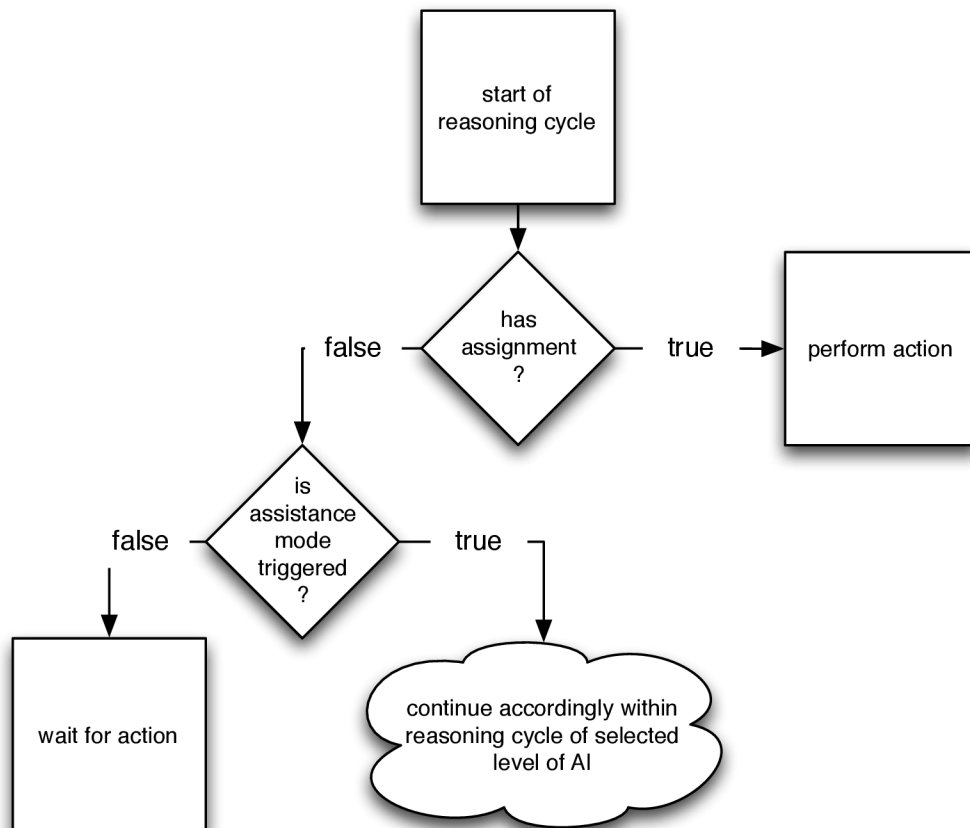 start of
reasoning cycle
has
assignment
?
false
true
perform action
is
assistance
mode
triggered
?
false
true
wait for action
continue accordingly within
reasoning cycle of selected
level of AI